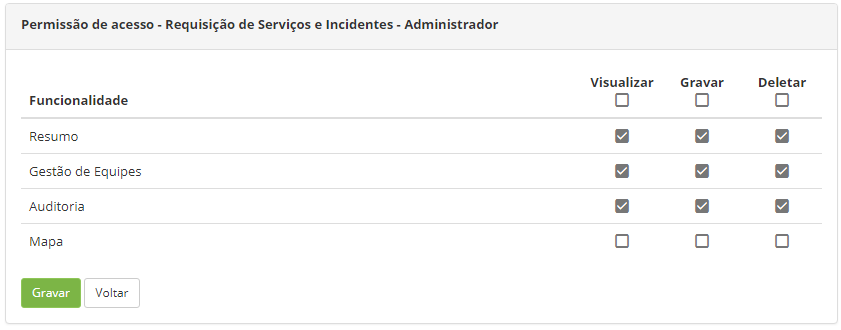 Permissão de acesso - Requisição de Serviços e Incidentes - Administrador
Funcionalidade Visualizar Gravar Deletar
Resumo
Gestão de Equipes
Auditoria
Mapa
Gravar Voltar